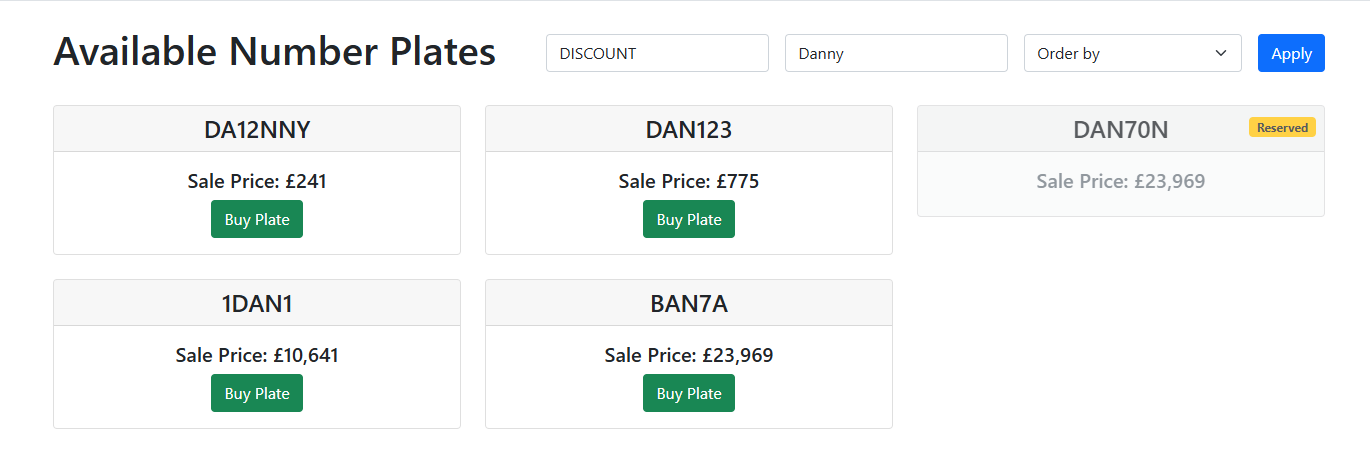 Available Number Plates
DISCOUNT
Danny
Order by
Apply
DA12NNY
Sale Price: £241
Buy Plate
DAN123
Sale Price: £775
Buy Plate
DAN70N
Reserved
Sale Price: £23,969
1DAN1
Sale Price: £10,641
Buy Plate
BAN7A
Sale Price: £23,969
Buy Plate